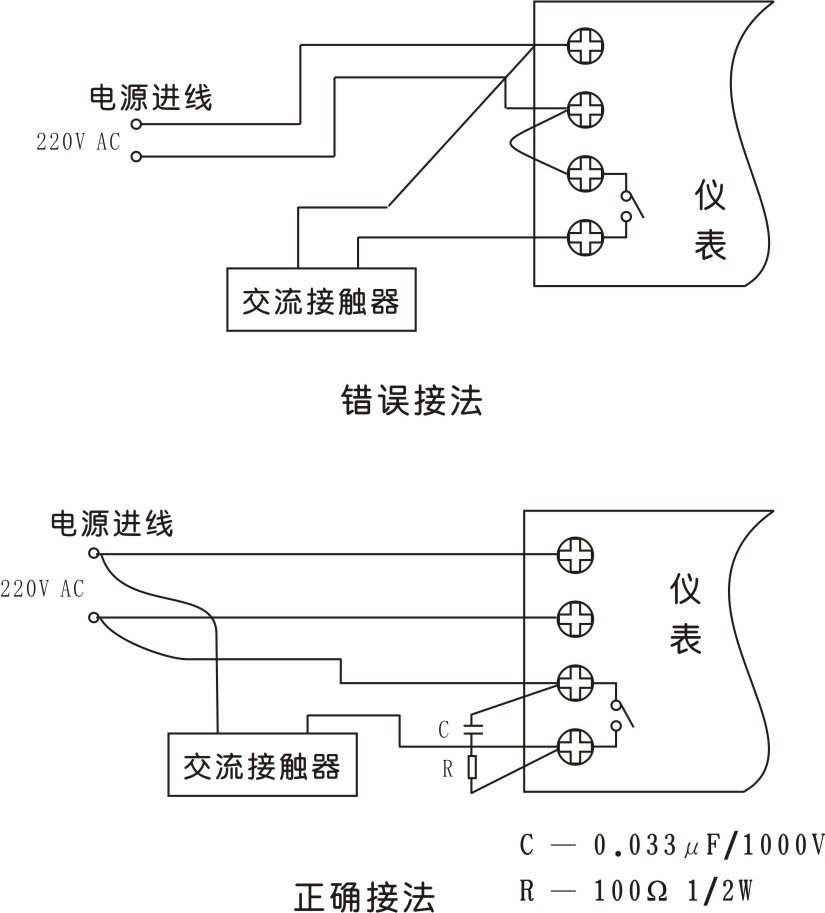 电源进线
220V AC
仪
表
交流接触器
错误接法
电源进线
220V AC
仪
表
C
R
交流接触器
C — 0.033μF/1000V
R — 100Ω 1/2W
正确接法